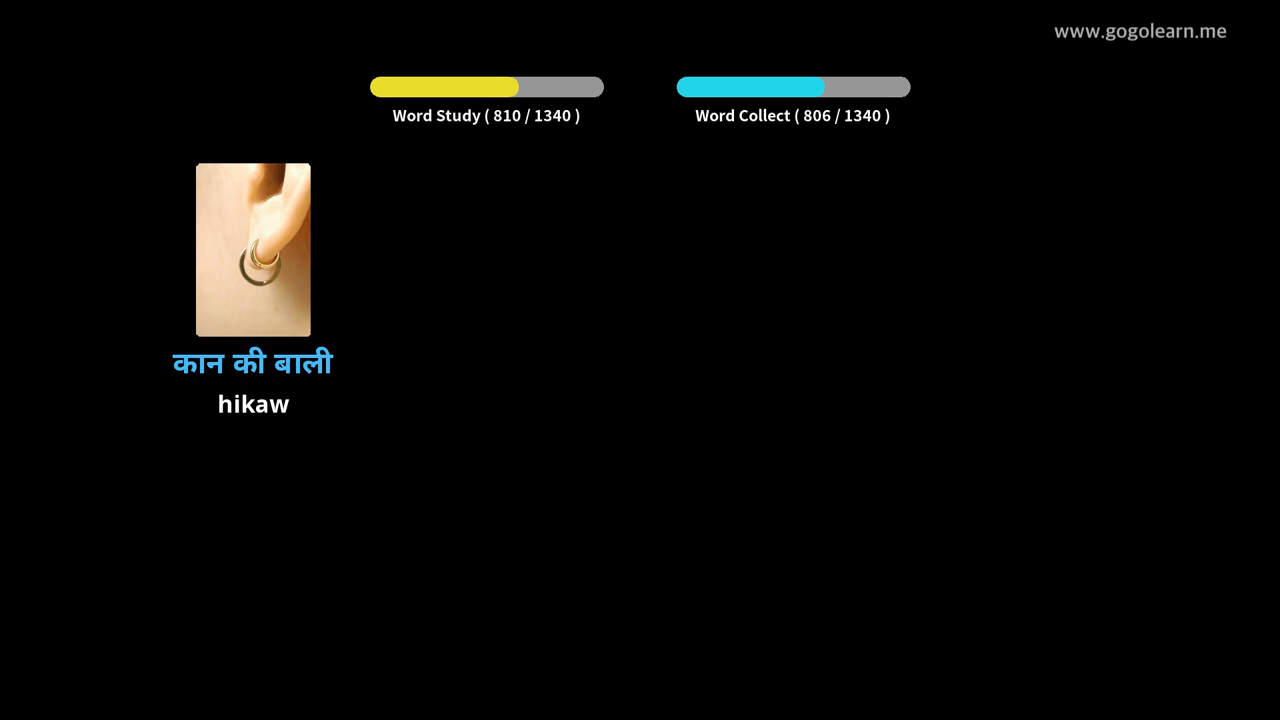 www.gogolearn.me
Word Study ( 810 / 1340 )
Word Collect ( 806 / 1340 )
कान की बाली
hikaw